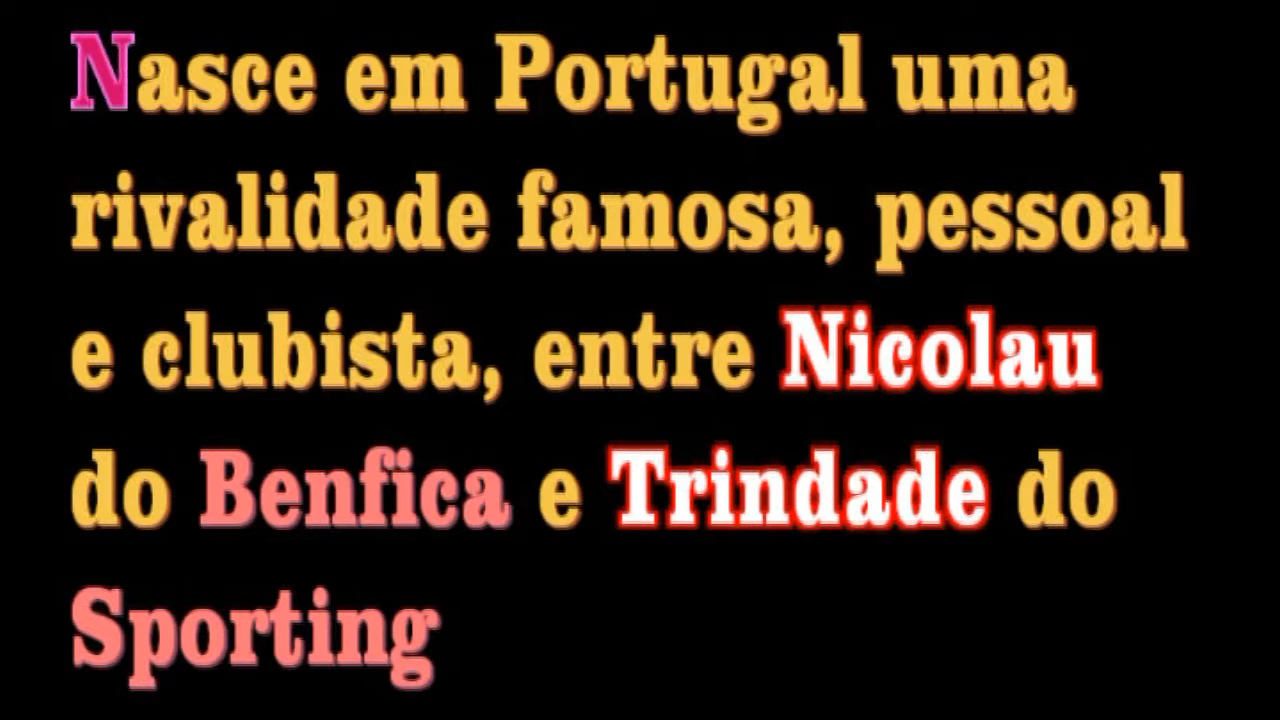 Nasce em Portugal uma
rivalidade famosa, pessoal
e clubista, entre Nicolau
do Benfica e Trindade do
Sporting